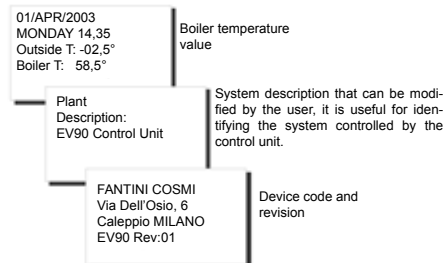 01/APR/2003
MONDAY 14,35
Outside T: -02,5°
Boiler T: 58,5°
Boiler temperature
value
Plant
Description:
EV90 Control Unit
System description that can be modi-
fied by the user, it is useful for iden-
tifying the system controlled by the
control unit.
FANTINI COSMI
Via Dell'Osio, 6
Caleppio MILANO
EV90 Rev:01
Device code and
revision